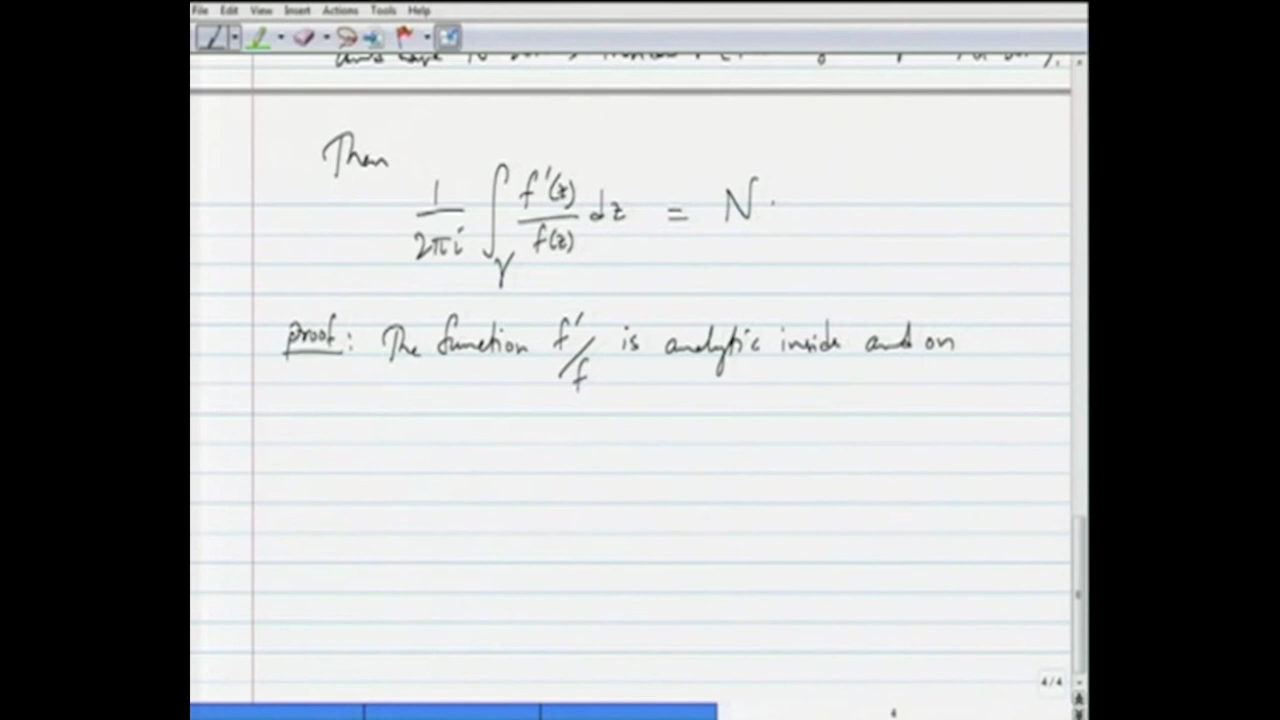 File Edit View Insert Actions Tools Help
Then
1/2πi ∫γ f'(z)/f(z) dz = N.
proof: The function f'/f is analytic inside and on
4/4
4